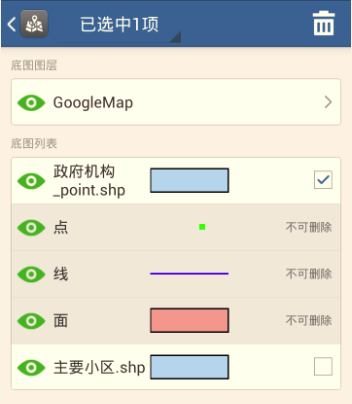 已选中1项
底图图层
GoogleMap
底图列表
政府机构
_point.shp
点 不可删除
线 不可删除
面 不可删除
主要小区.shp